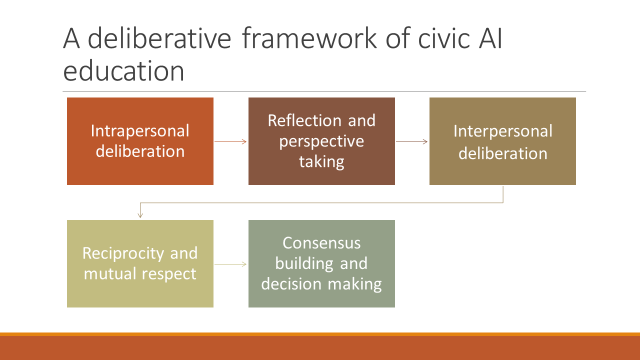 A deliberative framework of civic AI
education
Intrapersonal
deliberation
Reflection and
perspective
taking
Interpersonal
deliberation
Reciprocity and
mutual respect
Consensus
building and
decision making